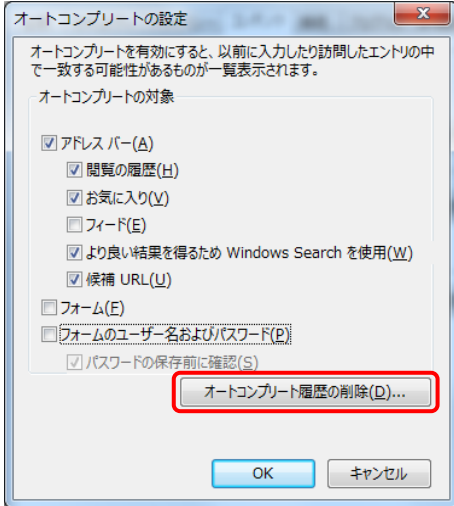 オートコンプリートの設定
オートコンプリートを有効にすると、以前に入力したり訪問したエントリの中
で一致する可能性があるものが一覧表示されます。
オートコンプリートの対象
アドレス バー(A)
閲覧の履歴(H)
お気に入り(V)
フィード(E)
より良い結果を得るため Windows Search を使用(W)
候補 URL(U)
フォーム(F)
フォームのユーザー名およびパスワード(P)
パスワードの保存前に確認(S)
オートコンプリート履歴の削除(D)...
OK
キャンセル